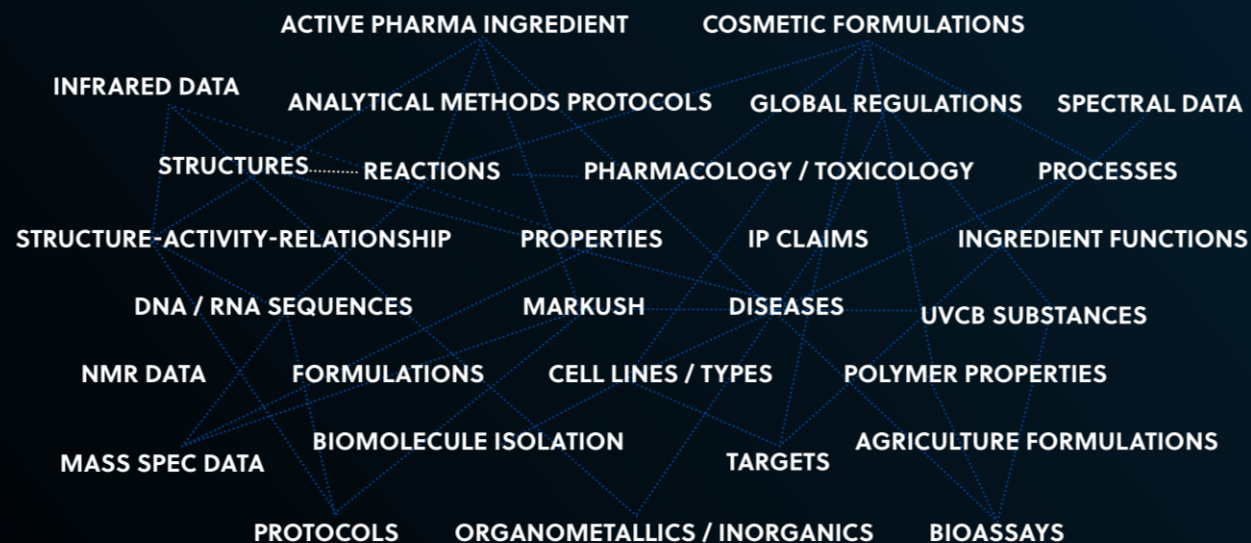 ACTIVE PHARMA INGREDIENT
COSMETIC FORMULATIONS
INFRARED DATA
ANALYTICAL METHODS PROTOCOLS
GLOBAL REGULATIONS
SPECTRAL DATA
STRUCTURES
REACTIONS
PHARMACOLOGY / TOXICOLOGY
PROCESSES
STRUCTURE-ACTIVITY-RELATIONSHIP
PROPERTIES
IP CLAIMS
INGREDIENT FUNCTIONS
DNA / RNA SEQUENCES
MARKUSH
DISEASES
UVCB SUBSTANCES
NMR DATA
FORMULATIONS
CELL LINES / TYPES
POLYMER PROPERTIES
MASS SPEC DATA
BIOMOLECULE ISOLATION
TARGETS
AGRICULTURE FORMULATIONS
PROTOCOLS
ORGANOMETALLICS / INORGANICS
BIOASSAYS